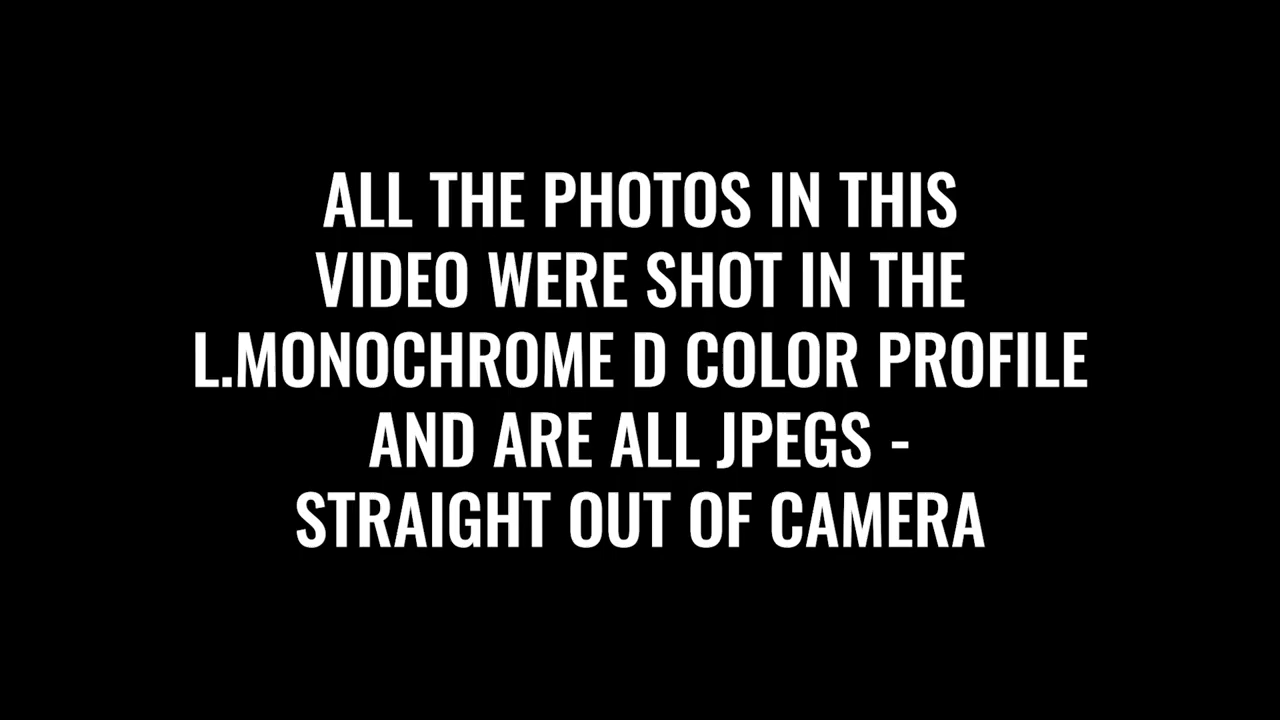 ALL THE PHOTOS IN THIS
VIDEO WERE SHOT IN THE
L.MONOCHROME D COLOR PROFILE
AND ARE ALL JPEGS -
STRAIGHT OUT OF CAMERA